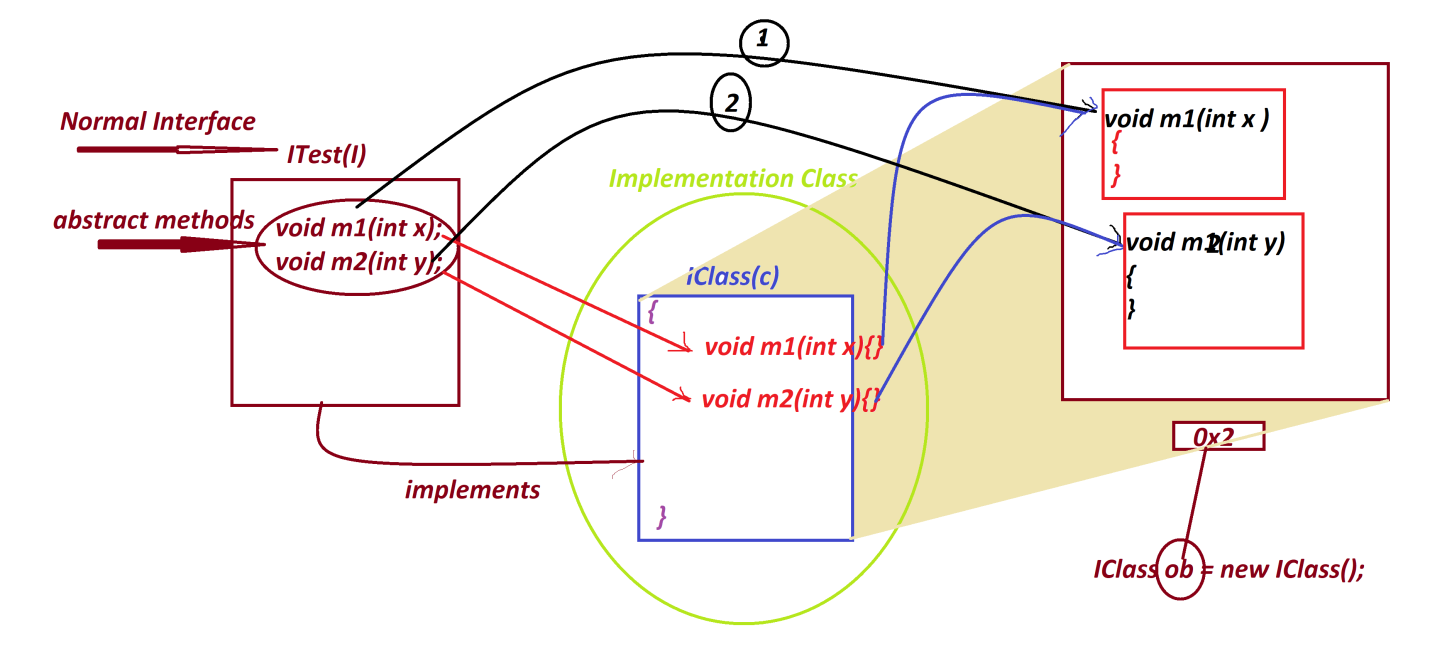 1
2
Normal Interface
ITest(I)
abstract methods
void m1(int x);
void m2(int y);
implements
Implementation Class
iClass(c)
{
void m1(int x){}
void m2(int y){}
}
void m1(int x )
{
}
void m2(int y)
{
}
0x2
IClass ob = new IClass();